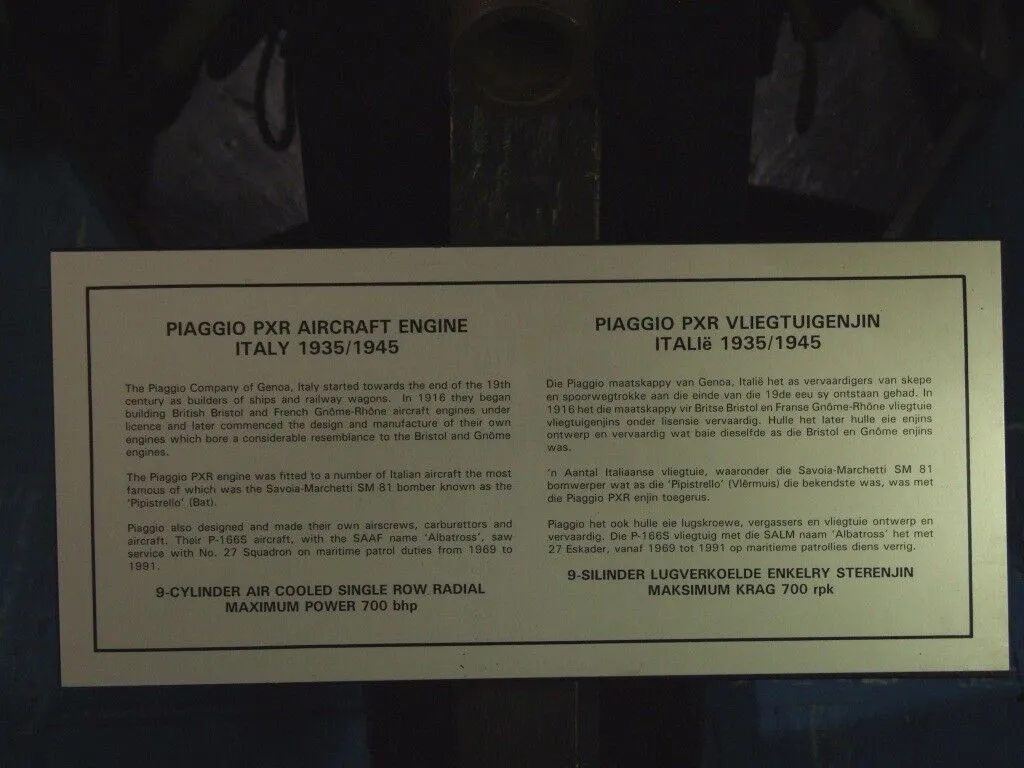 PIAGGIO PXR AIRCRAFT ENGINE
ITALY 1935/1945
The Piaggio Company of Genoa, Italy started towards the end of the 19th
century as builders of ships and railway wagons. In 1916 they began
building British Bristol and French Gnôme-Rhône aircraft engines under
licence and later commenced the design and manufacture of their own
engines which bore a considerable resemblance to the Bristol and Gnôme
engines.
The Piaggio PXR engine was fitted to a number of Italian aircraft the most
famous of which was the Savoia-Marchetti SM 81 bomber known as the
'Pipistrello' (Bat).
Piaggio also designed and made their own airscrews, carburettors and
aircraft. Their P-166S aircraft, with the SAAF name 'Albatross', saw
service with No. 27 Squadron on maritime patrol duties from 1969 to
1991.
9-CYLINDER AIR COOLED SINGLE ROW RADIAL
MAXIMUM POWER 700 bhp
PIAGGIO PXR VLIEGTUIGENJIN
ITALIë 1935/1945
Die Piaggio maatskappy van Genoa, Italië het as vervaardigers van skepe
en spoorwegtrokke aan die einde van die 19de eeu sy ontstaan gehad. In
1916 het die maatskappy vir Britse Bristol en Franse Gnôme-Rhône vliegtuie
vliegtuigenjins onder lisensie vervaardig. Hulle het later hulle eie enjins
ontwerp en vervaardig wat baie dieselfde as die Bristol en Gnôme enjins
was.
'n Aantal Italiaanse vliegtuie, waaronder die Savoia-Marchetti SM 81
bomwerper wat as die 'Pipistrello' (Vlêrmuis) die bekendste was, was met
die Piaggio PXR enjin toegerus.
Piaggio het ook hulle eie lugskroewe, vergassers en vliegtuie ontwerp en
vervaardig. Die P-166S vliegtuig met die SALM naam 'Albatross' het met
27 Eskader, vanaf 1969 tot 1991 op maritieme patrollies diens verrig.
9-SILINDER LUGVERKOELDE ENKELRY STERENJIN
MAKSIMUM KRAG 700 rpk